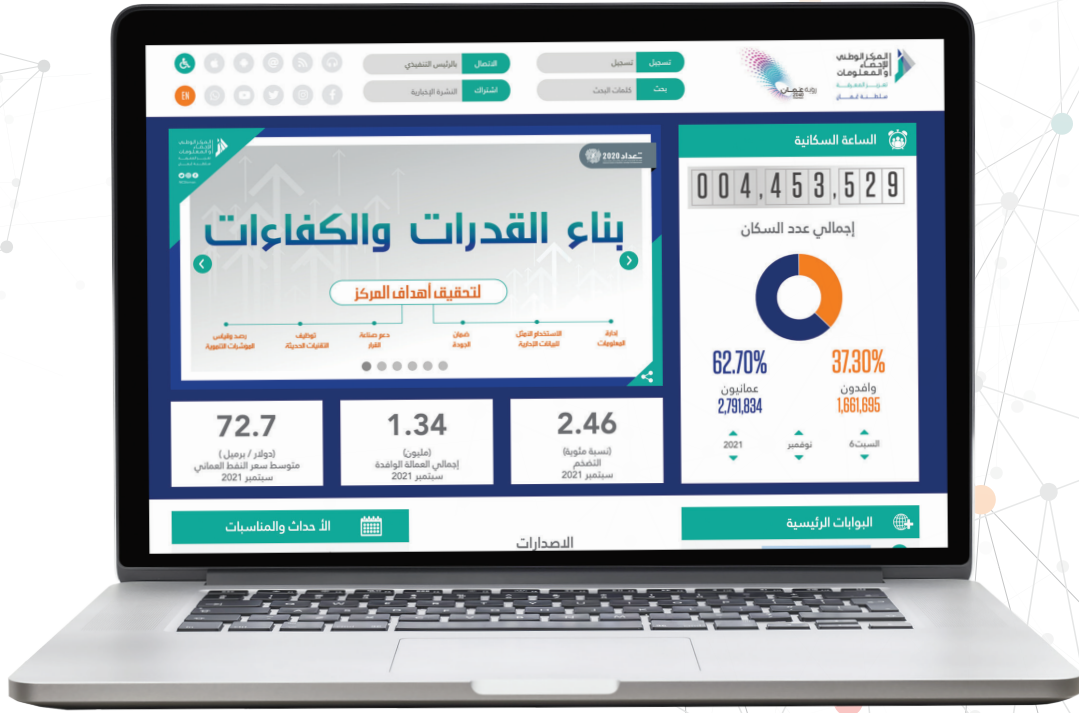 المركز الوطني
للإحصاء
والمعلومات
سلطنة عمان
تسجيل
تسجيل
الاتصال
بالرئيس التنفيذي
بحث
كلمات البحث
اشتراك
النشرة الإخبارية
EN
الساعة السكانية
004,453,529
إجمالي عدد السكان
62.70%
عمانيون
2,791,834
37.30%
وافدون
1,661,695
السبت6
نوفمبر
2021
تعداد 2020
بناء القدرات والكفاءات
لتحقيق أهداف المركز
إدارة
المعلومات
الاستخدام الامثل
للبيانات الإدارية
ضمان
الجودة
دعم صناعة
القرار
توظيف
التقنيات الحديثة
رصد وقياس
المؤشرات التنموية
2.46
(نسبة مئوية)
التضخم
سبتمبر 2021
1.34
(مليون)
إجمالي العمالة الوافدة
سبتمبر 2021
72.7
(دولار / برميل )
متوسط سعر النفط العماني
سبتمبر 2021
البوابات الرئيسية
الاصدارات
الأ حداث والمناسبات